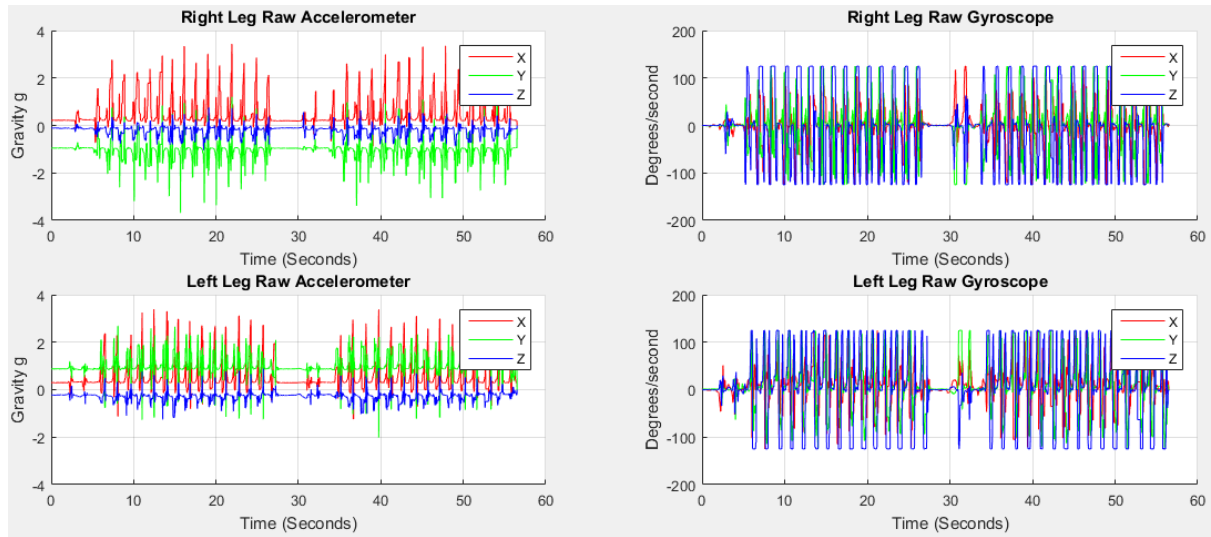 Right Leg Raw Accelerometer
4
2
0
-2
-4
Gravity g
X
Y
Z
0 10 20 30 40 50 60
Time (Seconds)
Right Leg Raw Gyroscope
200
100
0
-100
-200
Degrees/second
X
Y
Z
0 10 20 30 40 50 60
Time (Seconds)
Left Leg Raw Accelerometer
4
2
0
-2
-4
Gravity g
X
Y
Z
0 10 20 30 40 50 60
Time (Seconds)
Left Leg Raw Gyroscope
200
100
0
-100
-200
Degrees/second
X
Y
Z
0 10 20 30 40 50 60
Time (Seconds)